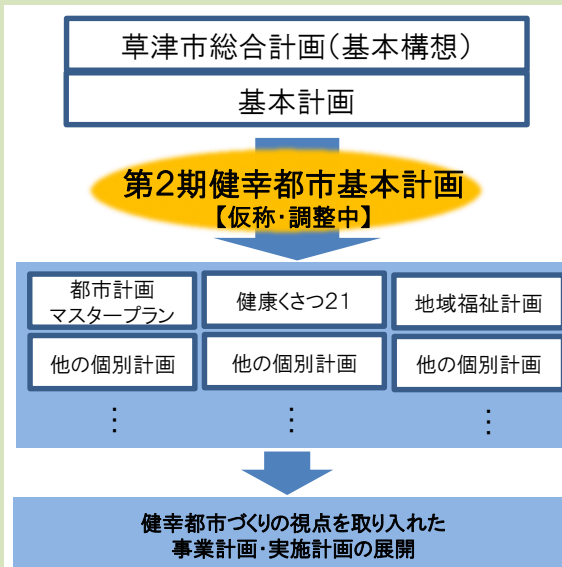 草津市総合計画(基本構想)
基本計画
第2期健幸都市基本計画
【仮称・調整中】
都市計画
マスタープラン
健康くさつ21
地域福祉計画
他の個別計画
他の個別計画
他の個別計画
⋮
⋮
⋮
健幸都市づくりの視点を取り入れた
事業計画・実施計画の展開